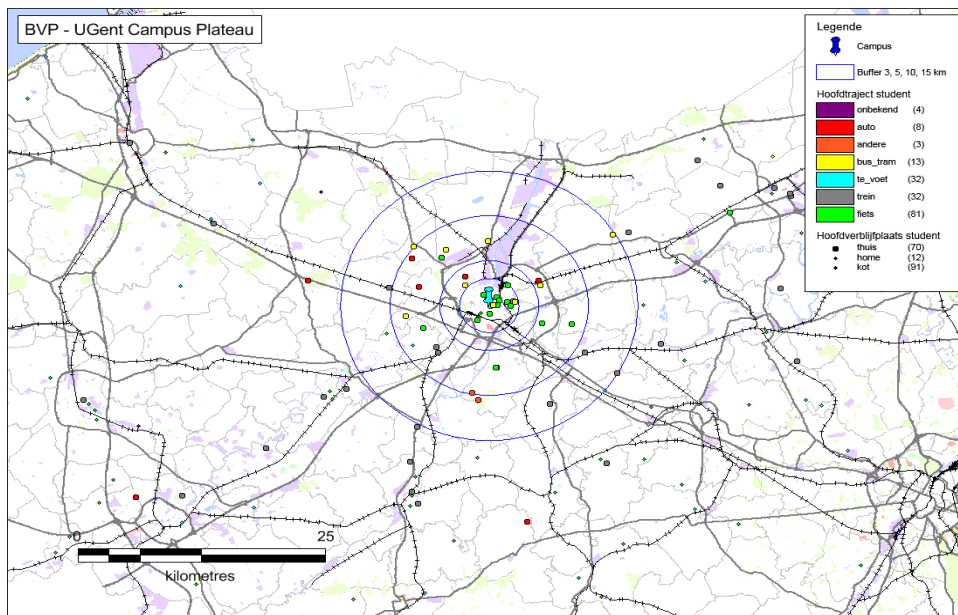 BVP - UGent Campus Plateau
Legende
Campus
Buffer 3, 5, 10, 15 km
Hoofdtraject student
onbekend (4)
auto (8)
andere (3)
bus_tram (13)
te_voet (32)
trein (32)
fiets (81)
Hoofdverblijfplaats student
thuis (70)
home (12)
kot (91)
0 25
kilometres